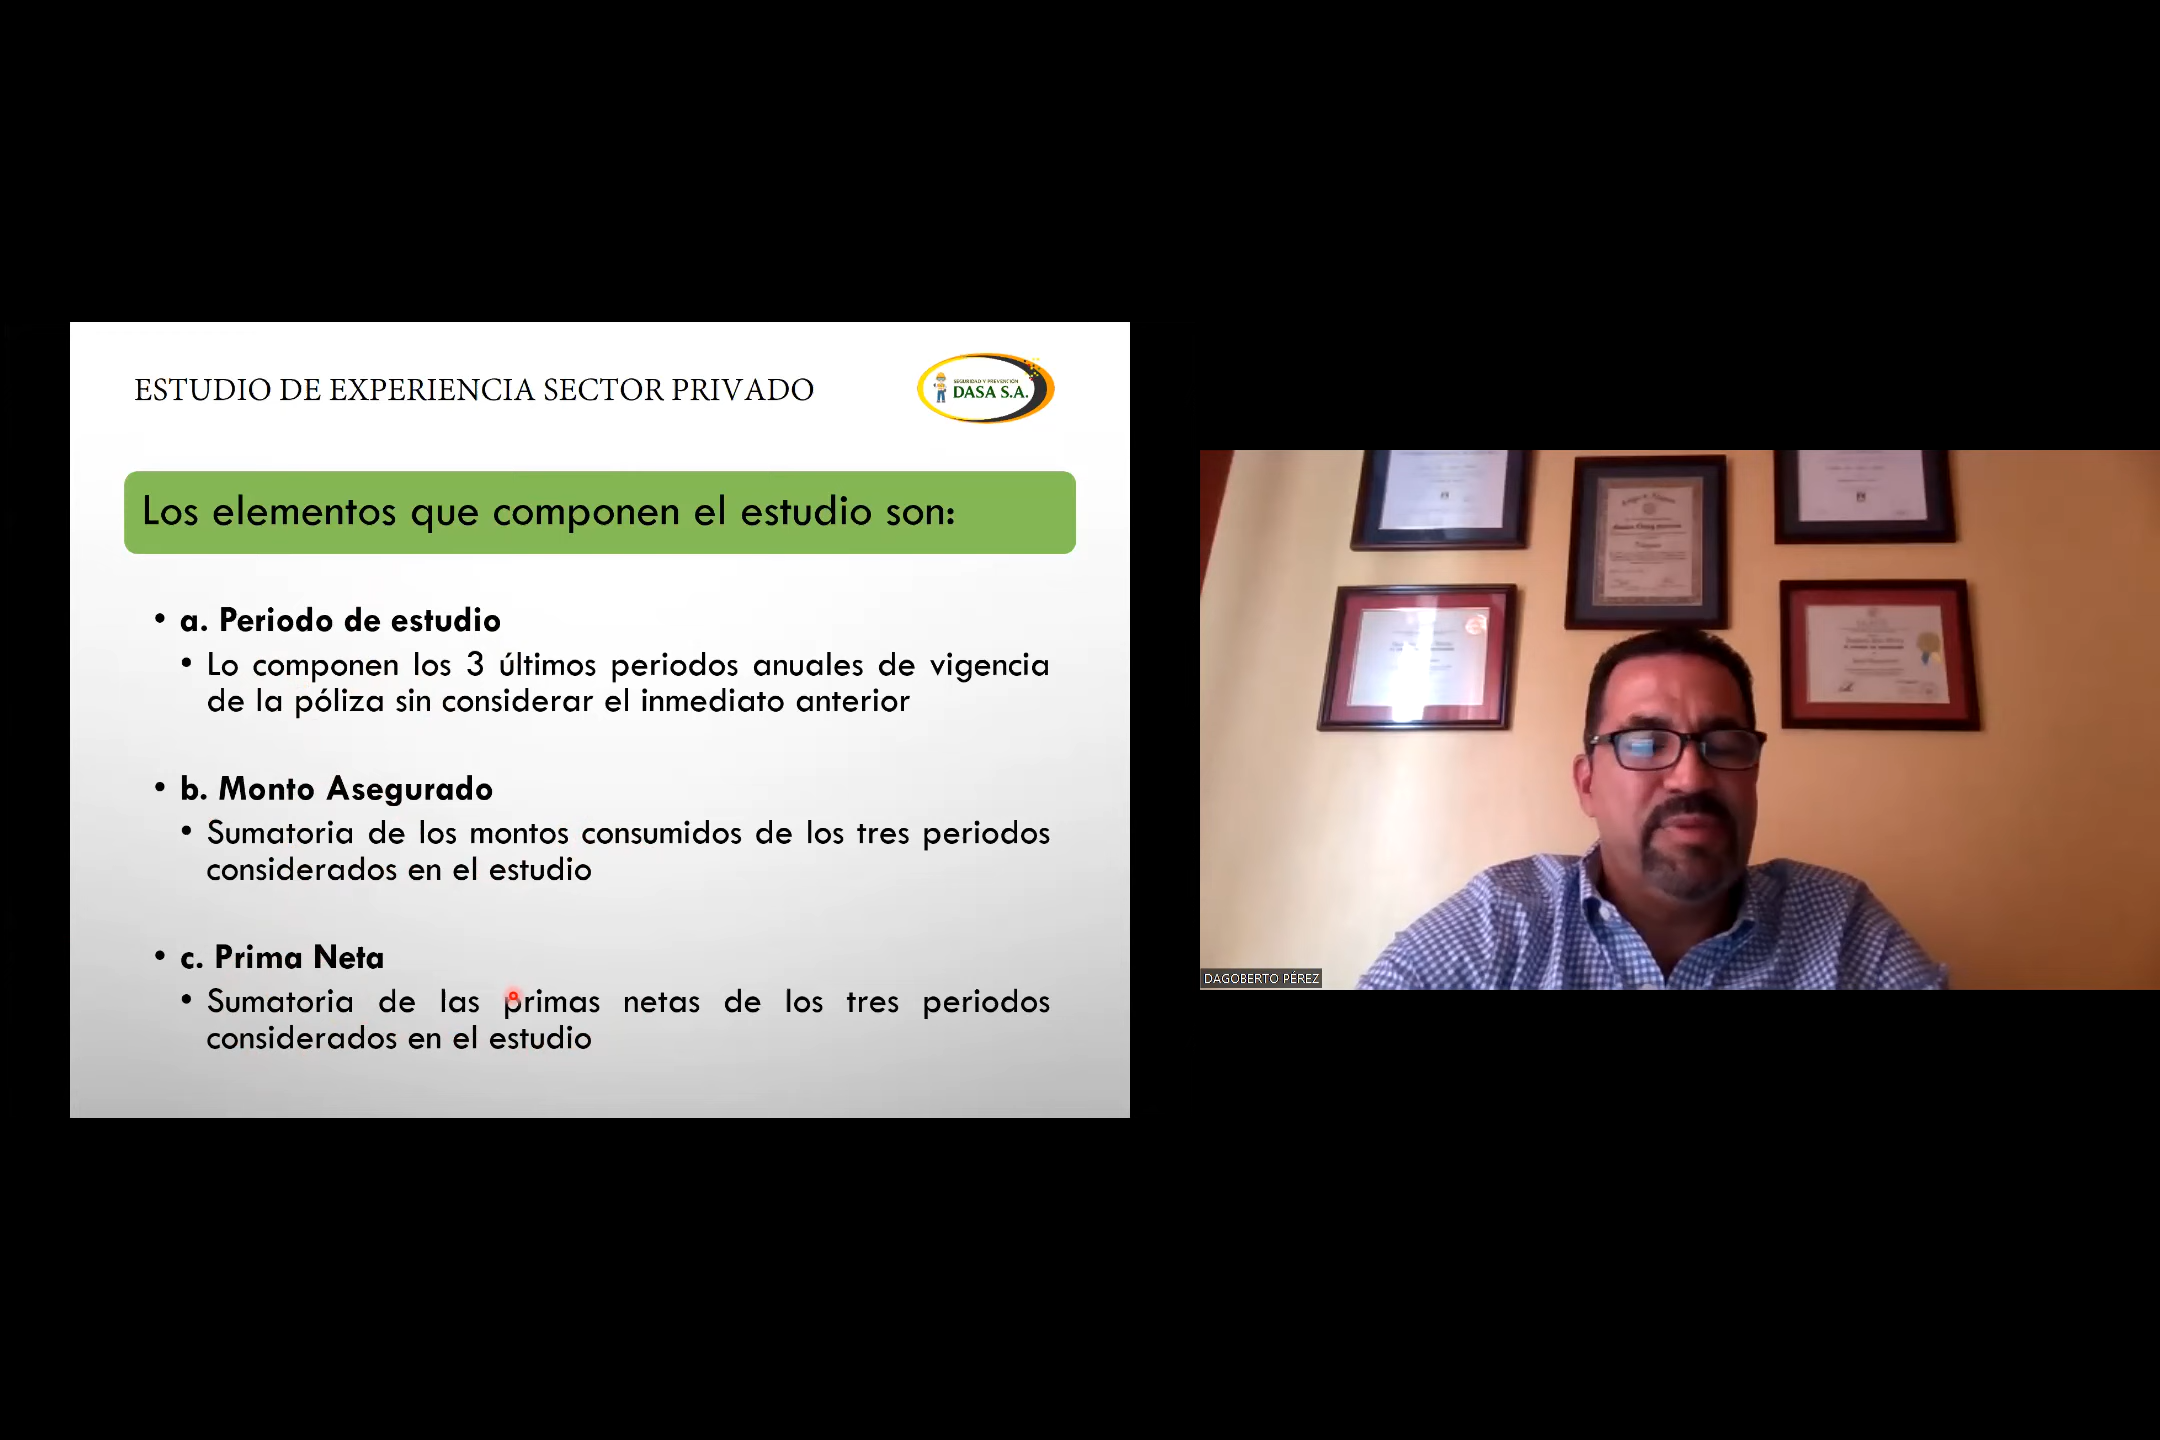 ESTUDIO DE EXPERIENCIA SECTOR PRIVADO
SEGURIDAD Y PREVENCIÓN
DASA S.A.
Los elementos que componen el estudio son:
• a. Periodo de estudio
• Lo componen los 3 últimos periodos anuales de vigencia
de la póliza sin considerar el inmediato anterior
• b. Monto Asegurado
• Sumatoria de los montos consumidos de los tres periodos
considerados en el estudio
• c. Prima Neta
• Sumatoria de las primas netas de los tres periodos
considerados en el estudio
DAGOBERTO PÉREZ